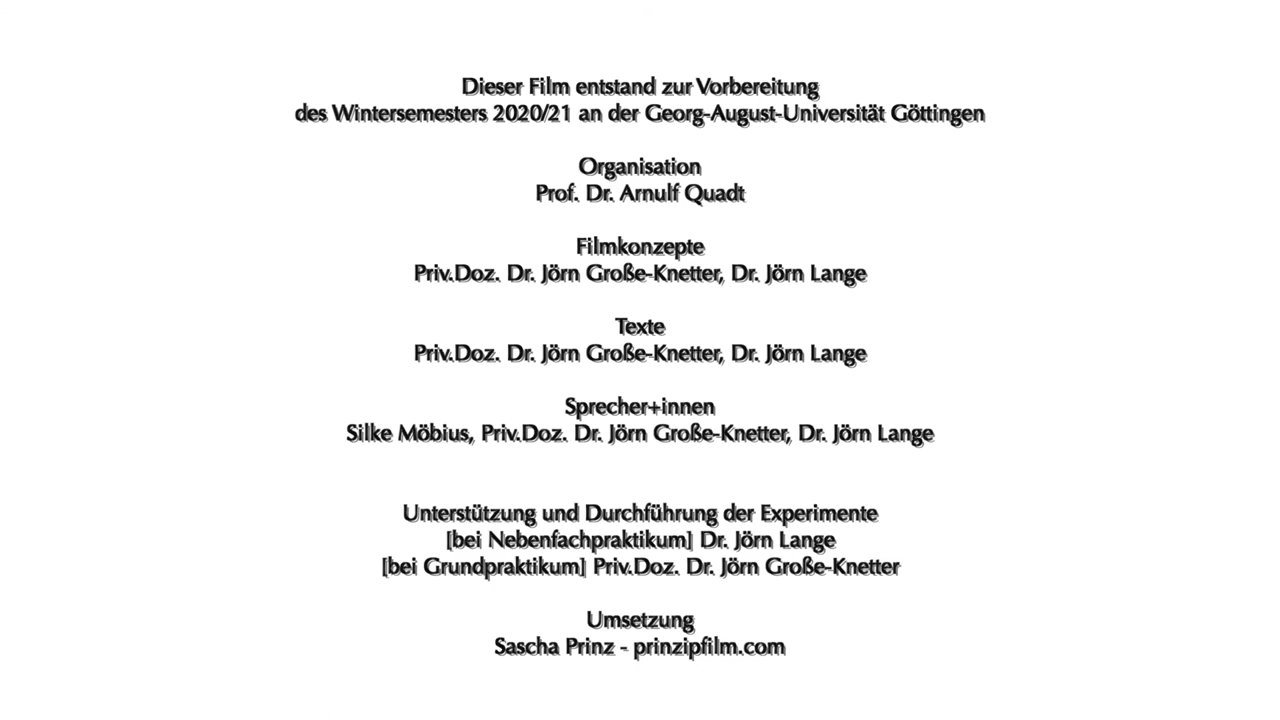 Dieser Film entstand zur Vorbereitung
des Wintersemesters 2020/21 an der Georg-August-Universität Göttingen
Organisation
Prof. Dr. Arnulf Quadt
Filmkonzepte
Priv.Doz. Dr. Jörn Große-Knetter, Dr. Jörn Lange
Texte
Priv.Doz. Dr. Jörn Große-Knetter, Dr. Jörn Lange
Sprecher+innen
Silke Möbius, Priv.Doz. Dr. Jörn Große-Knetter, Dr. Jörn Lange
Unterstützung und Durchführung der Experimente
[bei Nebenfachpraktikum] Dr. Jörn Lange
[bei Grundpraktikum] Priv.Doz. Dr. Jörn Große-Knetter
Umsetzung
Sascha Prinz - prinzipfilm.com